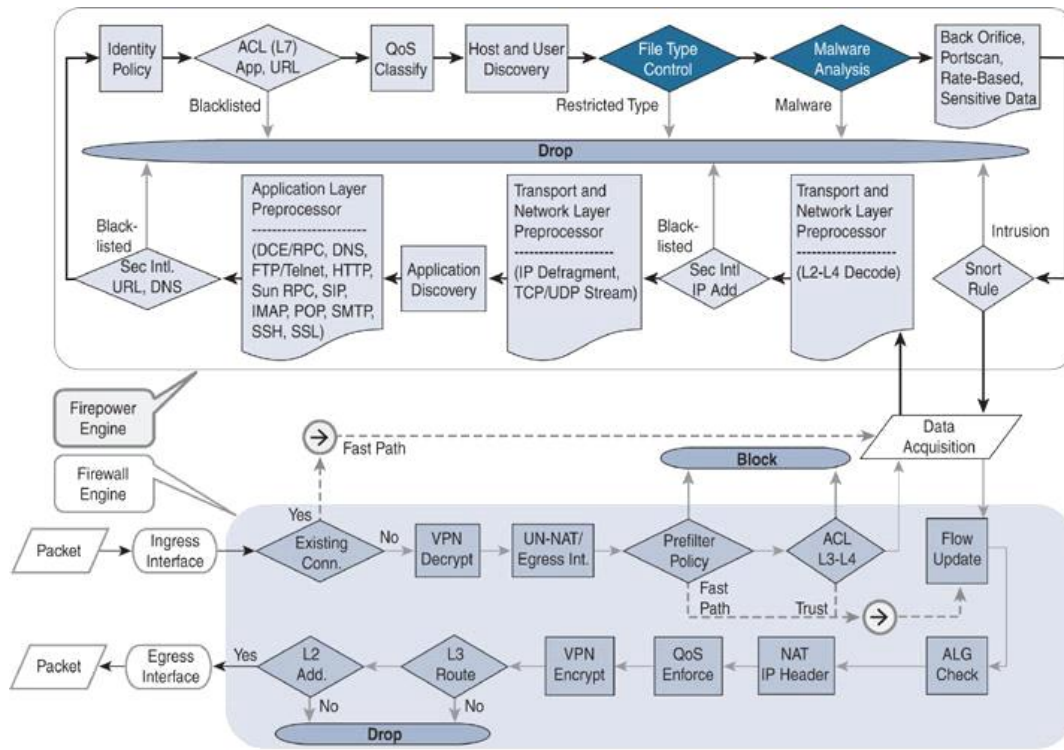 Identity
Policy
ACL (L7)
App, URL
QoS
Classify
Host and User
Discovery
File Type
Control
Malware
Analysis
Back Orifice,
Portscan,
Rate-Based,
Sensitive Data
Blacklisted
Restricted Type
Malware
Drop
Black-
listed
Sec Intl.
URL, DNS
Application Layer
Preprocessor
---------------------------
(DCE/RPC, DNS,
FTP/Telnet, HTTP,
Sun RPC, SIP,
IMAP, POP, SMTP,
SSH, SSL)
Application
Discovery
Transport and
Network Layer
Preprocessor
---------------------------
(IP Defragment,
TCP/UDP Stream)
Black-
listed
Sec Intl
IP Add
Transport and
Network Layer
Preprocessor
---------------------------
(L2-L4 Decode)
Intrusion
Snort
Rule
Firepower
Engine
Firewall
Engine
Fast Path
Block
Data
Acquisition
Packet
Ingress
Interface
Yes
Existing
Conn.
No
VPN
Decrypt
UN-NAT/
Egress Int.
Prefilter
Policy
ACL
L3-L4
Flow
Update
Fast
Path
Trust
Packet
Egress
Interface
Yes
L2
Add.
No
L3
Route
No
VPN
Encrypt
QoS
Enforce
NAT
IP Header
ALG
Check
Drop